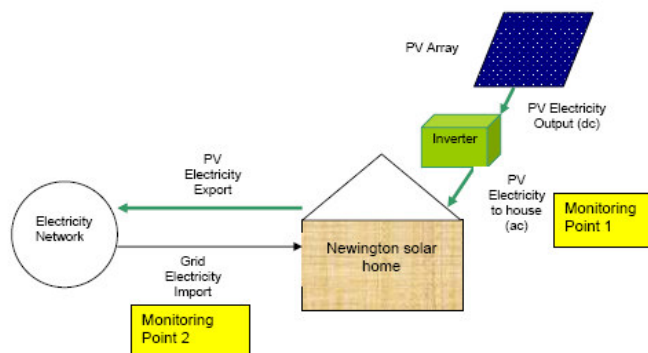 PV Array
PV Electricity
Output (dc)
Inverter
PV
Electricity
Export
PV
Electricity
to house
(ac)
Monitoring
Point 1
Electricity
Network
Newington solar
home
Grid
Electricity
Import
Monitoring
Point 2